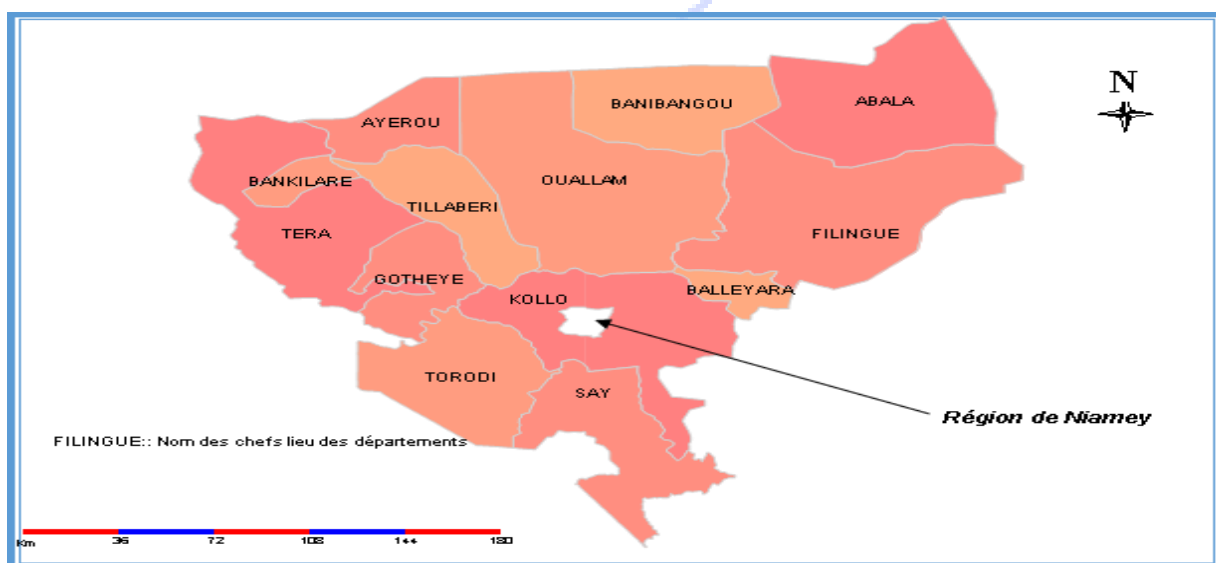 N
BANIBANGOU
ABALA
AYEROU
BANKILARE
OUALLAM
TILLABERI
TERA
FILINGUE
GOTHEYE
BALLEYARA
KOLLO
TORODI
SAY
Région de Niamey
FILINGUE:: Nom des chefs lieu des départements
Km 36 72 108 144 180